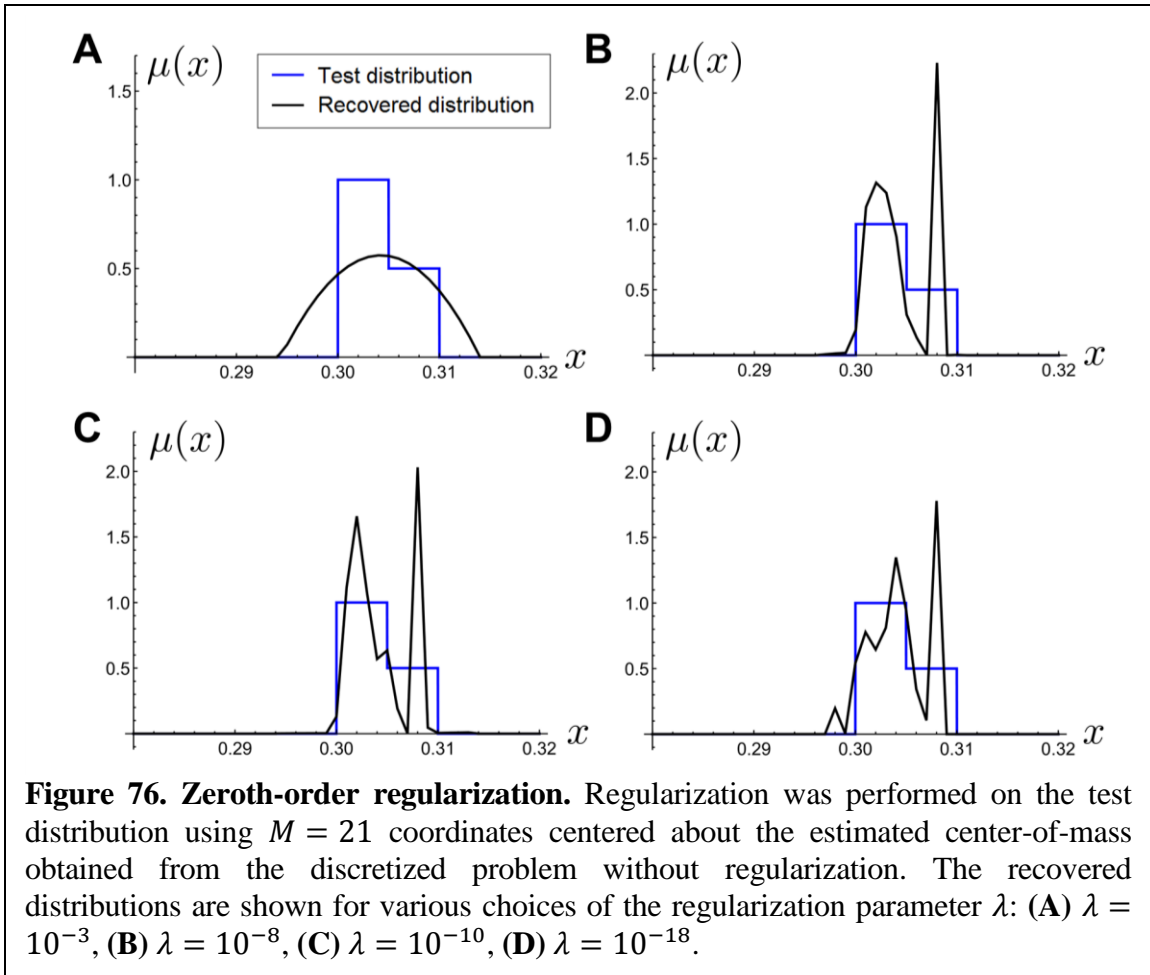 A
μ(x)
Test distribution
Recovered distribution
1.5
1.0
0.5
0.29 0.30 0.31 0.32 x
B
μ(x)
2.0
1.5
1.0
0.5
0.29 0.30 0.31 0.32 x
C
μ(x)
2.0
1.5
1.0
0.5
0.29 0.30 0.31 0.32 x
D
μ(x)
2.0
1.5
1.0
0.5
0.29 0.30 0.31 0.32 x
Figure 76. Zeroth-order regularization. Regularization was performed on the test
distribution using M = 21 coordinates centered about the estimated center-of-mass
obtained from the discretized problem without regularization. The recovered
distributions are shown for various choices of the regularization parameter λ: (A) λ =
10⁻³, (B) λ = 10⁻⁸, (C) λ = 10⁻¹⁰, (D) λ = 10⁻¹⁸.